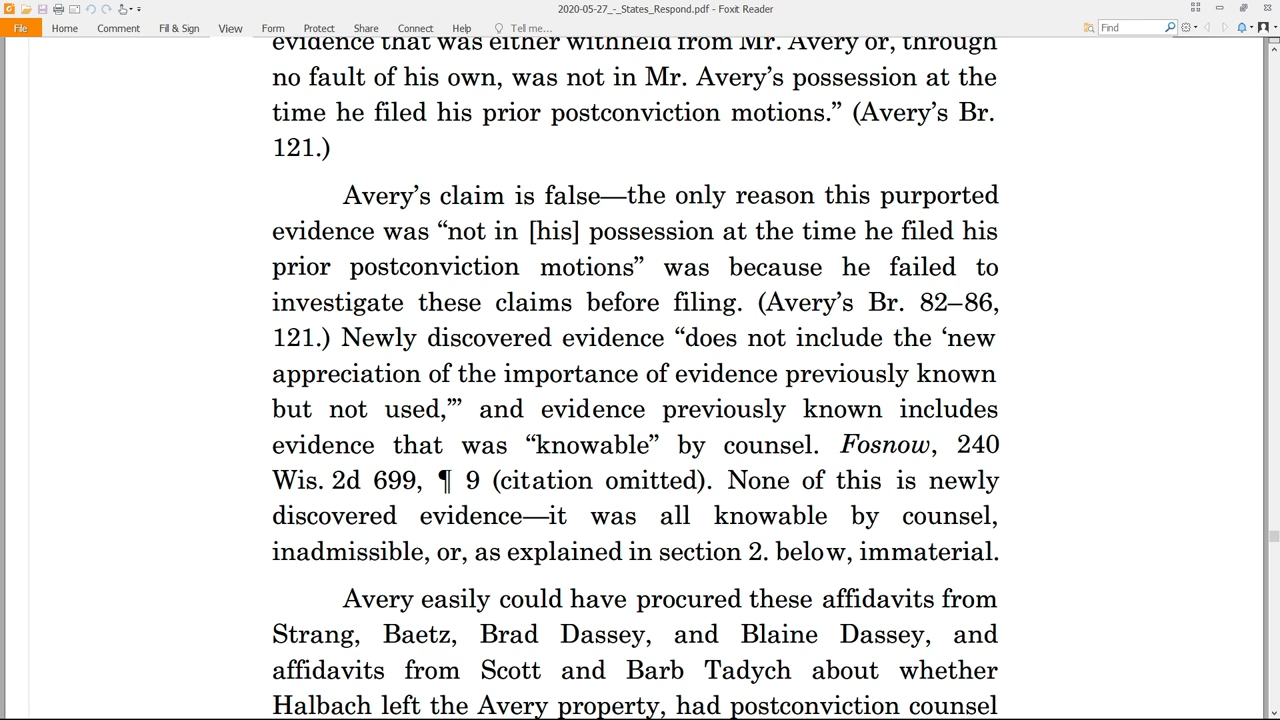 2020-05-27_-_States_Respond.pdf - Foxit Reader
File Home Comment Fill & Sign View Form Protect Share Connect Help Tell me... Find
evidence that was either withheld from Mr. Avery or, through
no fault of his own, was not in Mr. Avery’s possession at the
time he filed his prior postconviction motions.” (Avery’s Br.
121.)
Avery’s claim is false—the only reason this purported
evidence was “not in [his] possession at the time he filed his
prior postconviction motions” was because he failed to
investigate these claims before filing. (Avery’s Br. 82–86,
121.) Newly discovered evidence “does not include the ‘new
appreciation of the importance of evidence previously known
but not used,’” and evidence previously known includes
evidence that was “knowable” by counsel. Fosnow, 240
Wis. 2d 699, ¶ 9 (citation omitted). None of this is newly
discovered evidence—it was all knowable by counsel,
inadmissible, or, as explained in section 2. below, immaterial.
Avery easily could have procured these affidavits from
Strang, Baetz, Brad Dassey, and Blaine Dassey, and
affidavits from Scott and Barb Tadych about whether
Halbach left the Avery property, had postconviction counsel